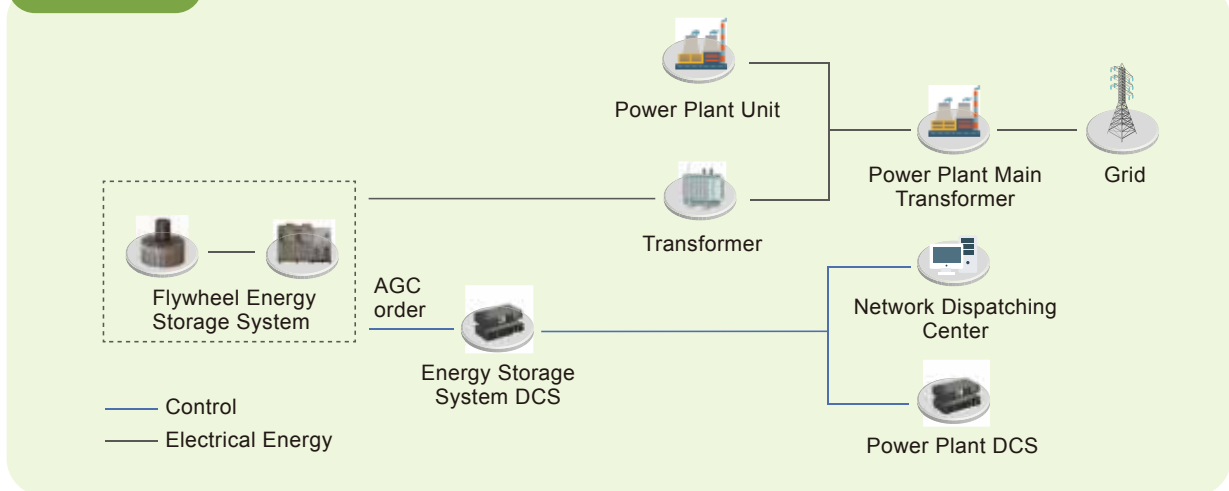 Power Plant Unit
Power Plant Main
Transformer
Grid
Transformer
Flywheel Energy
Storage System
AGC
order
Network Dispatching
Center
Energy Storage
System DCS
Control
Electrical Energy
Power Plant DCS